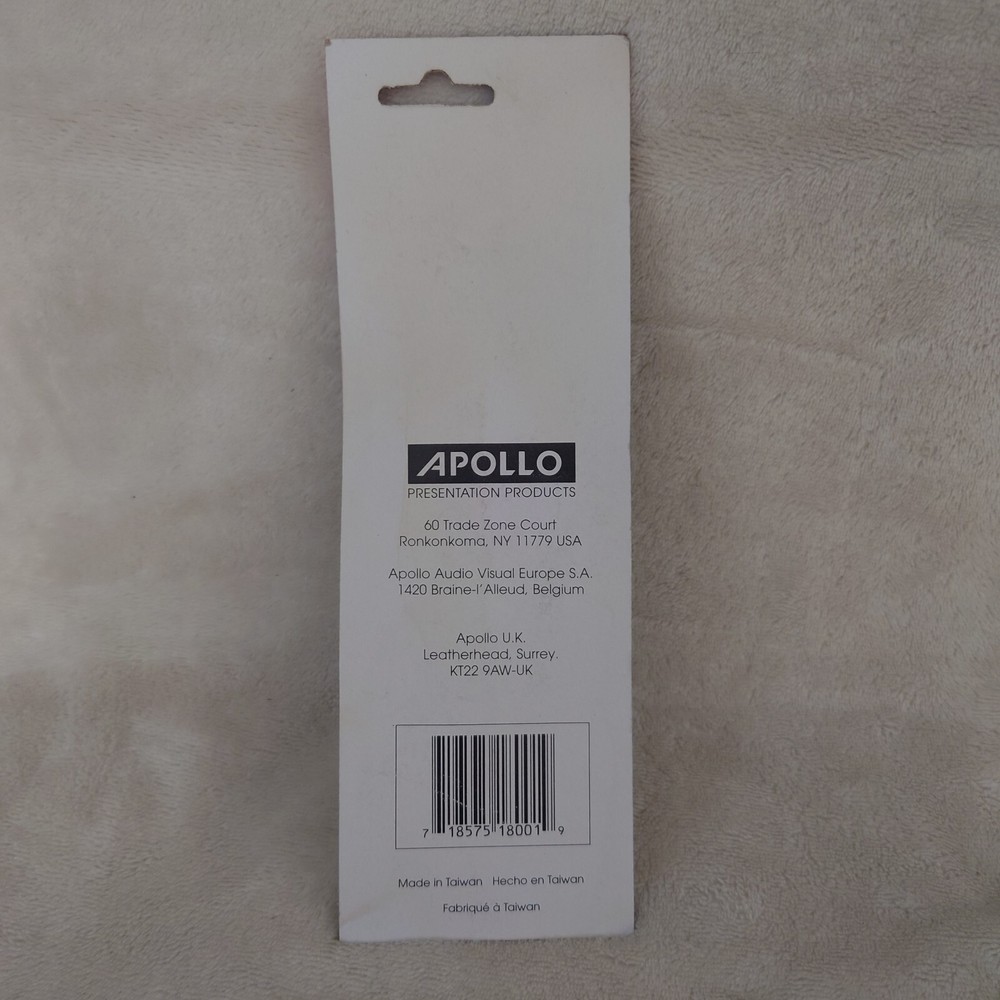 APOLLO
PRESENTATION PRODUCTS
60 Trade Zone Court
Ronkonkoma, NY 11779 USA
Apollo Audio Visual Europe S.A.
1420 Braine-l'Alleud, Belgium
Apollo U.K.
Leatherhead, Surrey.
KT22 9AW-UK
7 18575 18001 9
Made in Taiwan Hecho en Taiwan
Fabriqué à Taiwan